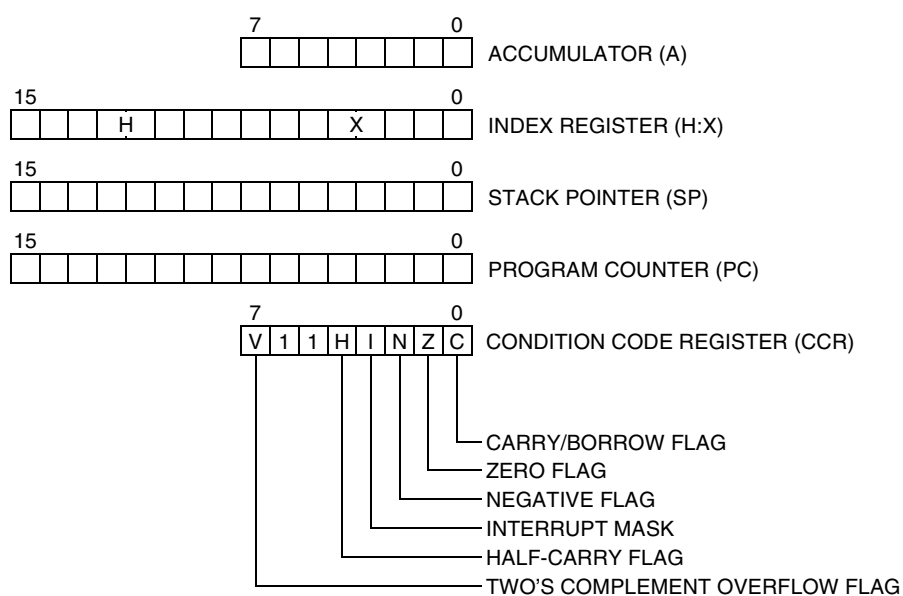 7 0
ACCUMULATOR (A)
15 0
H X INDEX REGISTER (H:X)
15 0
STACK POINTER (SP)
15 0
PROGRAM COUNTER (PC)
7 0
V 1 1 H I N Z C CONDITION CODE REGISTER (CCR)
CARRY/BORROW FLAG
ZERO FLAG
NEGATIVE FLAG
INTERRUPT MASK
HALF-CARRY FLAG
TWO'S COMPLEMENT OVERFLOW FLAG